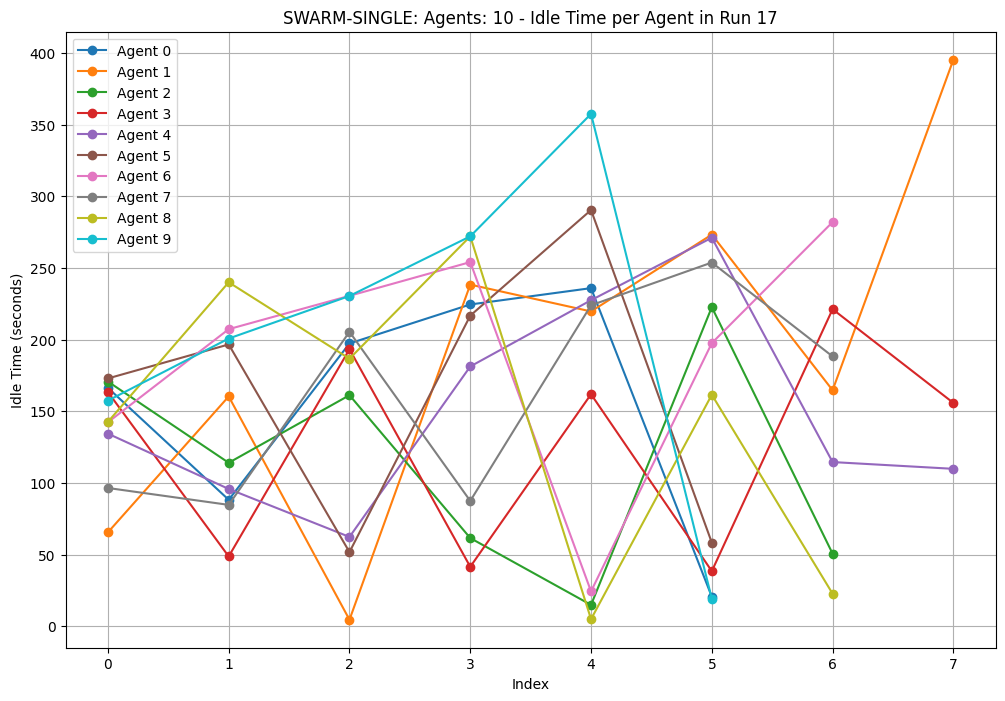 SWARM-SINGLE: Agents: 10 - Idle Time per Agent in Run 17
Agent 0
Agent 1
Agent 2
Agent 3
Agent 4
Agent 5
Agent 6
Agent 7
Agent 8
Agent 9
Idle Time (seconds)
400
350
300
250
200
150
100
50
0
0 1 2 3 4 5 6 7
Index